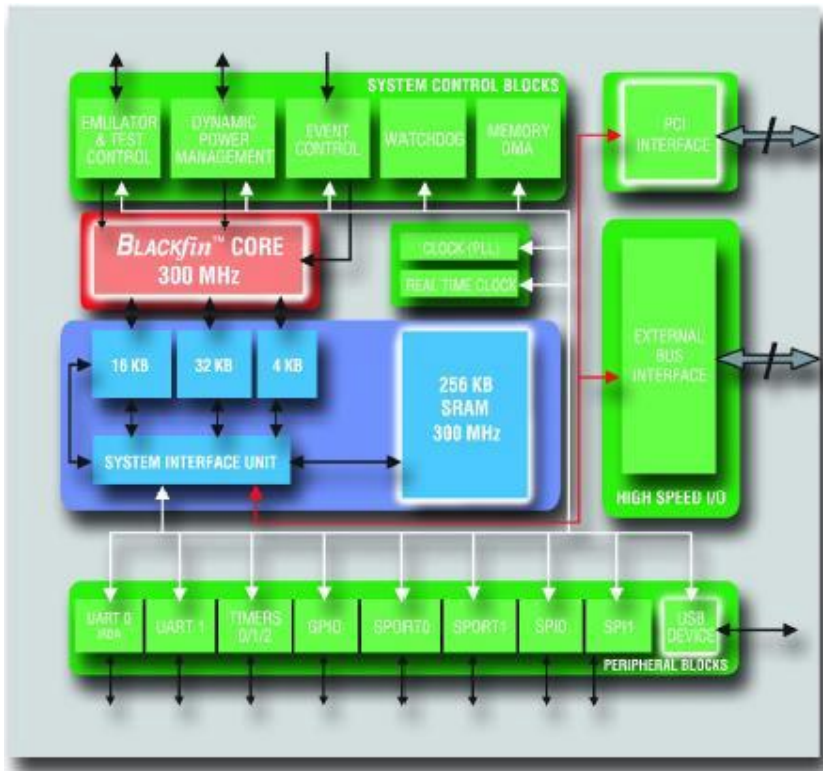 SYSTEM CONTROL BLOCKS
EMULATOR
& TEST
CONTROL
DYNAMIC
POWER
MANAGEMENT
EVENT
CONTROL
WATCHDOG
MEMORY
DMA
PCI
INTERFACE
BLACKfin™ CORE
300 MHz
CLOCK (PLL)
REAL TIME CLOCK
16 KB
32 KB
4 KB
256 KB
SRAM
300 MHz
SYSTEM INTERFACE UNIT
EXTERNAL
BUS
INTERFACE
HIGH SPEED I/O
UART 0
IRDA
UART 1
TIMERS
0/1/2
GPIO
SPORT0
SPORT1
SPI0
SPI1
USB
DEVICE
PERIPHERAL BLOCKS